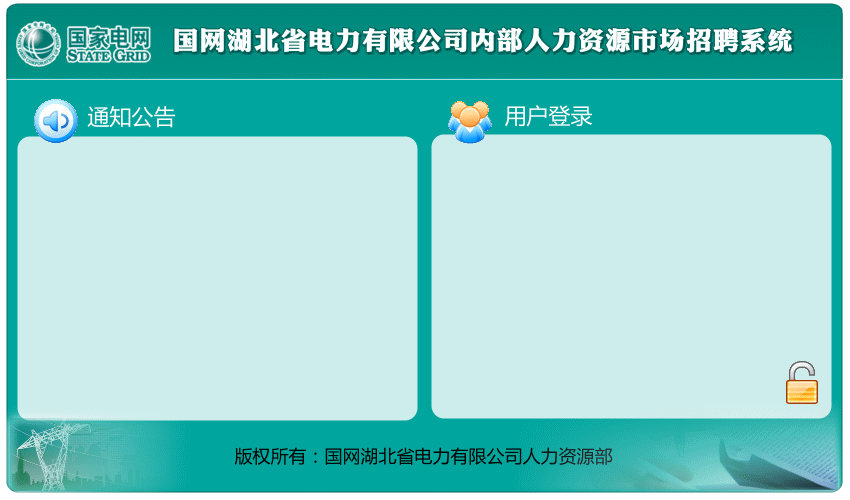 国家电网
STATE GRID
国网湖北省电力有限公司内部人力资源市场招聘系统
通知公告
用户登录
版权所有：国网湖北省电力有限公司人力资源部